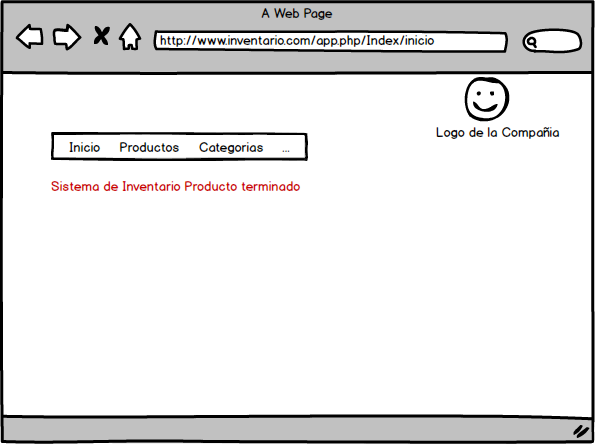 A Web Page
http://www.inventario.com/app.php/Index/inicio
Logo de la Compañia
Inicio Productos Categorias ...
Sistema de Inventario Producto terminado